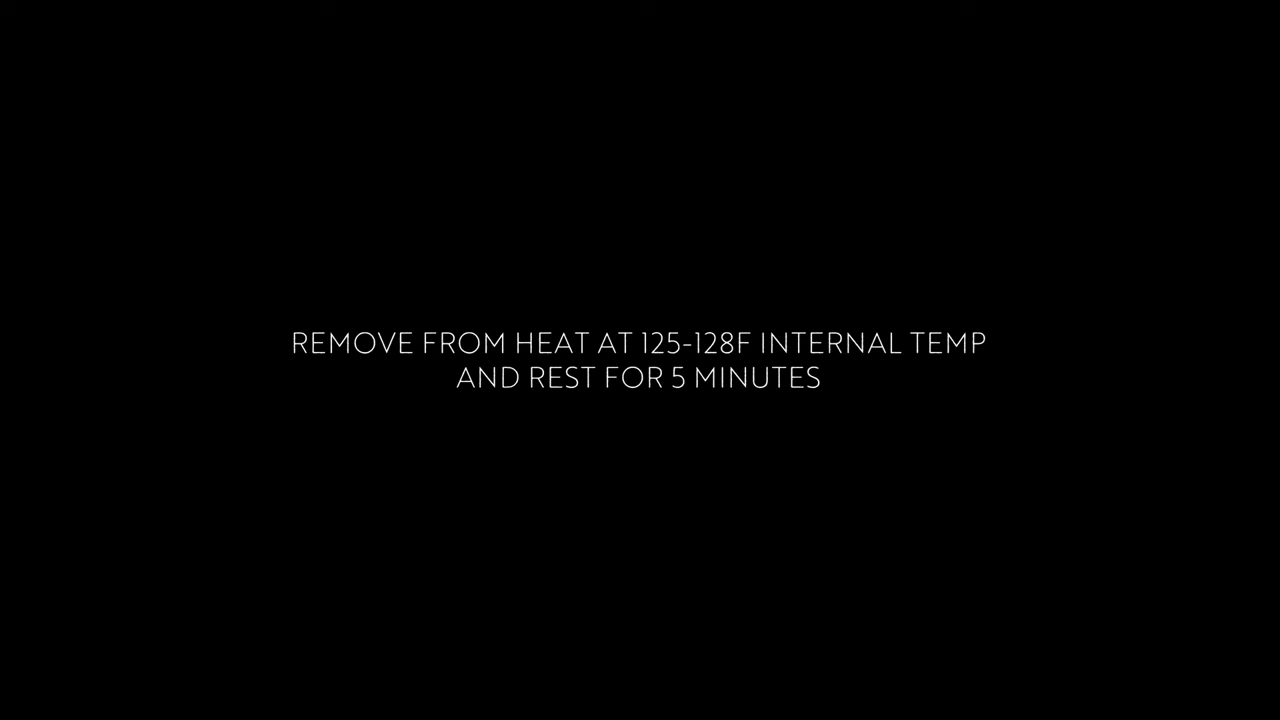 REMOVE FROM HEAT AT 125-128F INTERNAL TEMP
AND REST FOR 5 MINUTES